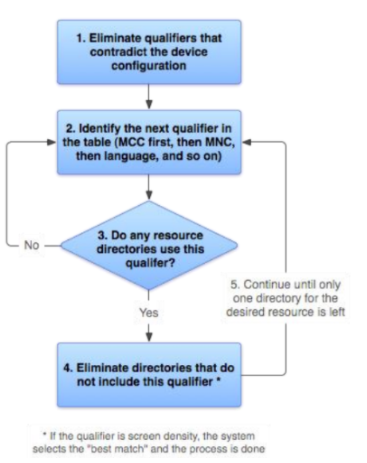 1. Eliminate qualifiers that
contradict the device
configuration
2. Identify the next qualifier in
the table (MCC first, then MNC,
then language, and so on)
3. Do any resource
directories use this
qualifer?
No
Yes
5. Continue until only
one directory for the
desired resource is left
4. Eliminate directories that do
not include this qualifier *
* If the qualifier is screen density, the system
selects the "best match" and the process is done